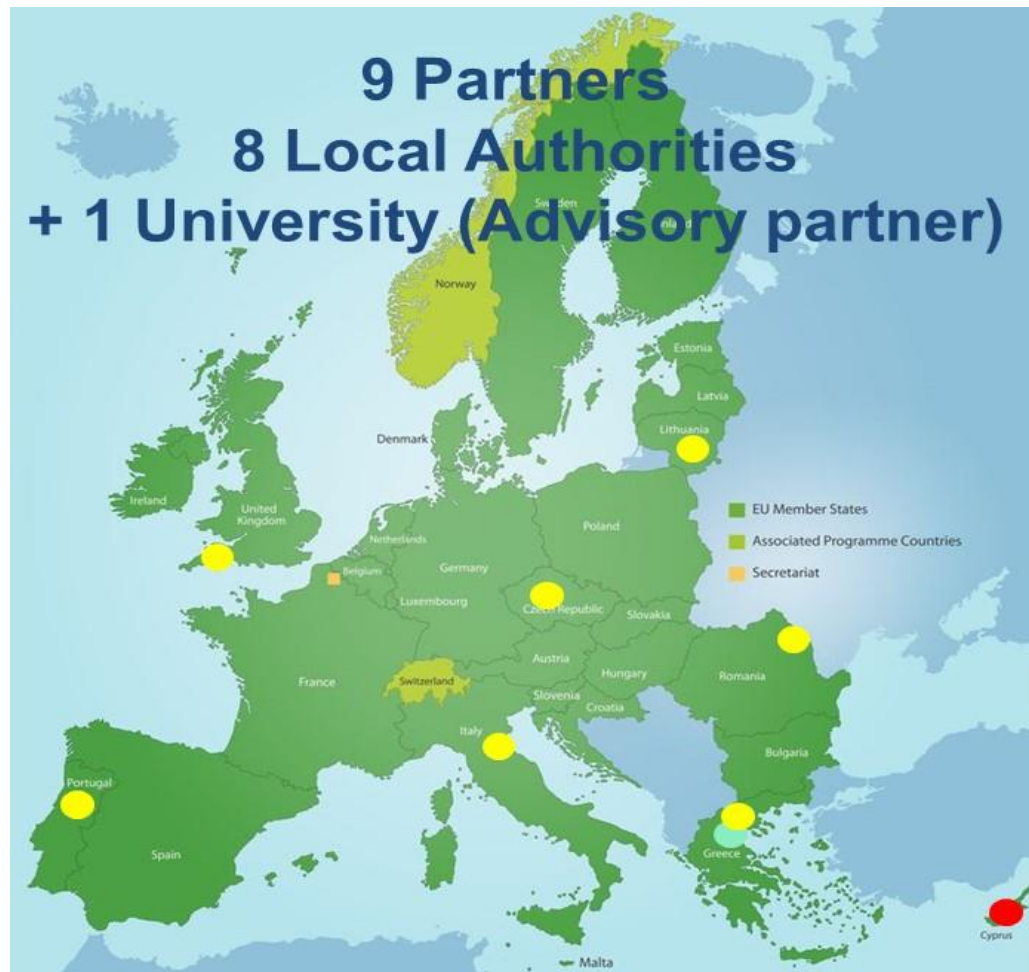 9 Partners
8 Local Authorities
+ 1 University (Advisory partner)
Sweden
Norway
Estonia
Latvia
Lithuania
Denmark
Ireland
United
Kingdom
Netherlands
Poland
Belgium
Germany
Luxembourg
Czech Republic
Slovakia
EU Member States
Associated Programme Countries
Secretariat
France
Switzerland
Austria
Hungary
Romania
Slovenia
Croatia
Italy
Bulgaria
Portugal
Spain
Greece
Cyprus
Malta